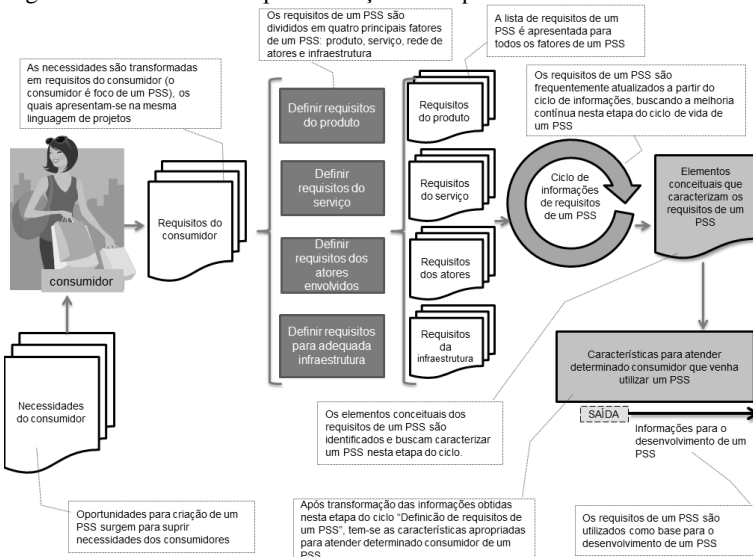 Os requisitos de um PSS são
divididos em quatro principais fatores
de um PSS: produto, serviço, rede de
atores e infraestrutura
A lista de requisitos de um
PSS é apresentada para
todos os fatores de um PSS
As necessidades são transformadas
em requisitos do consumidor (o
consumidor é foco de um PSS), os
quais apresentam-se na mesma
linguagem de projetos
Os requisitos de um PSS são
frequentemente atualizados a partir do
ciclo de informações, buscando a melhoria
contínua nesta etapa do ciclo de vida de
um PSS
consumidor
Requisitos do
consumidor
Definir requisitos
do produto
Definir
requisitos do
serviço
Definir
requisitos dos
atores
envolvidos
Definir requisitos
para adequada
infraestrutura
Requisitos
do produto
Requisitos
do serviço
Requisitos
dos atores
Requisitos
da
infraestrutura
Ciclo de
informações
de requisitos
de um PSS
Elementos
conceituais que
caracterizam os
requisitos de um
PSS
Necessidades
do consumidor
Características para atender
determinado consumidor que venha
utilizar um PSS
SAÍDA
Informações para o
desenvolvimento de um
PSS
Os elementos conceituais dos
requisitos de um PSS são
identificados e buscam caracterizar
um PSS nesta etapa do ciclo.
Oportunidades para criação de um
PSS surgem para suprir
necessidades dos consumidores
Após transformação das informações obtidas
nesta etapa do ciclo "Definição de requisitos de
um PSS", tem-se as características apropriadas
para atender determinado consumidor de um
PSS
Os requisitos de um PSS são
utilizados como base para o
desenvolvimento de um PSS